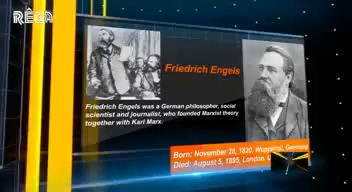 RÊGA
Friedrich Engels
Friedrich Engels was a German philosopher, social
scientist and journalist, who founded Marxist theory
together with Karl Marx.
Born: November 28, 1820, Wuppertal, Germany
Died: August 5, 1895, London.